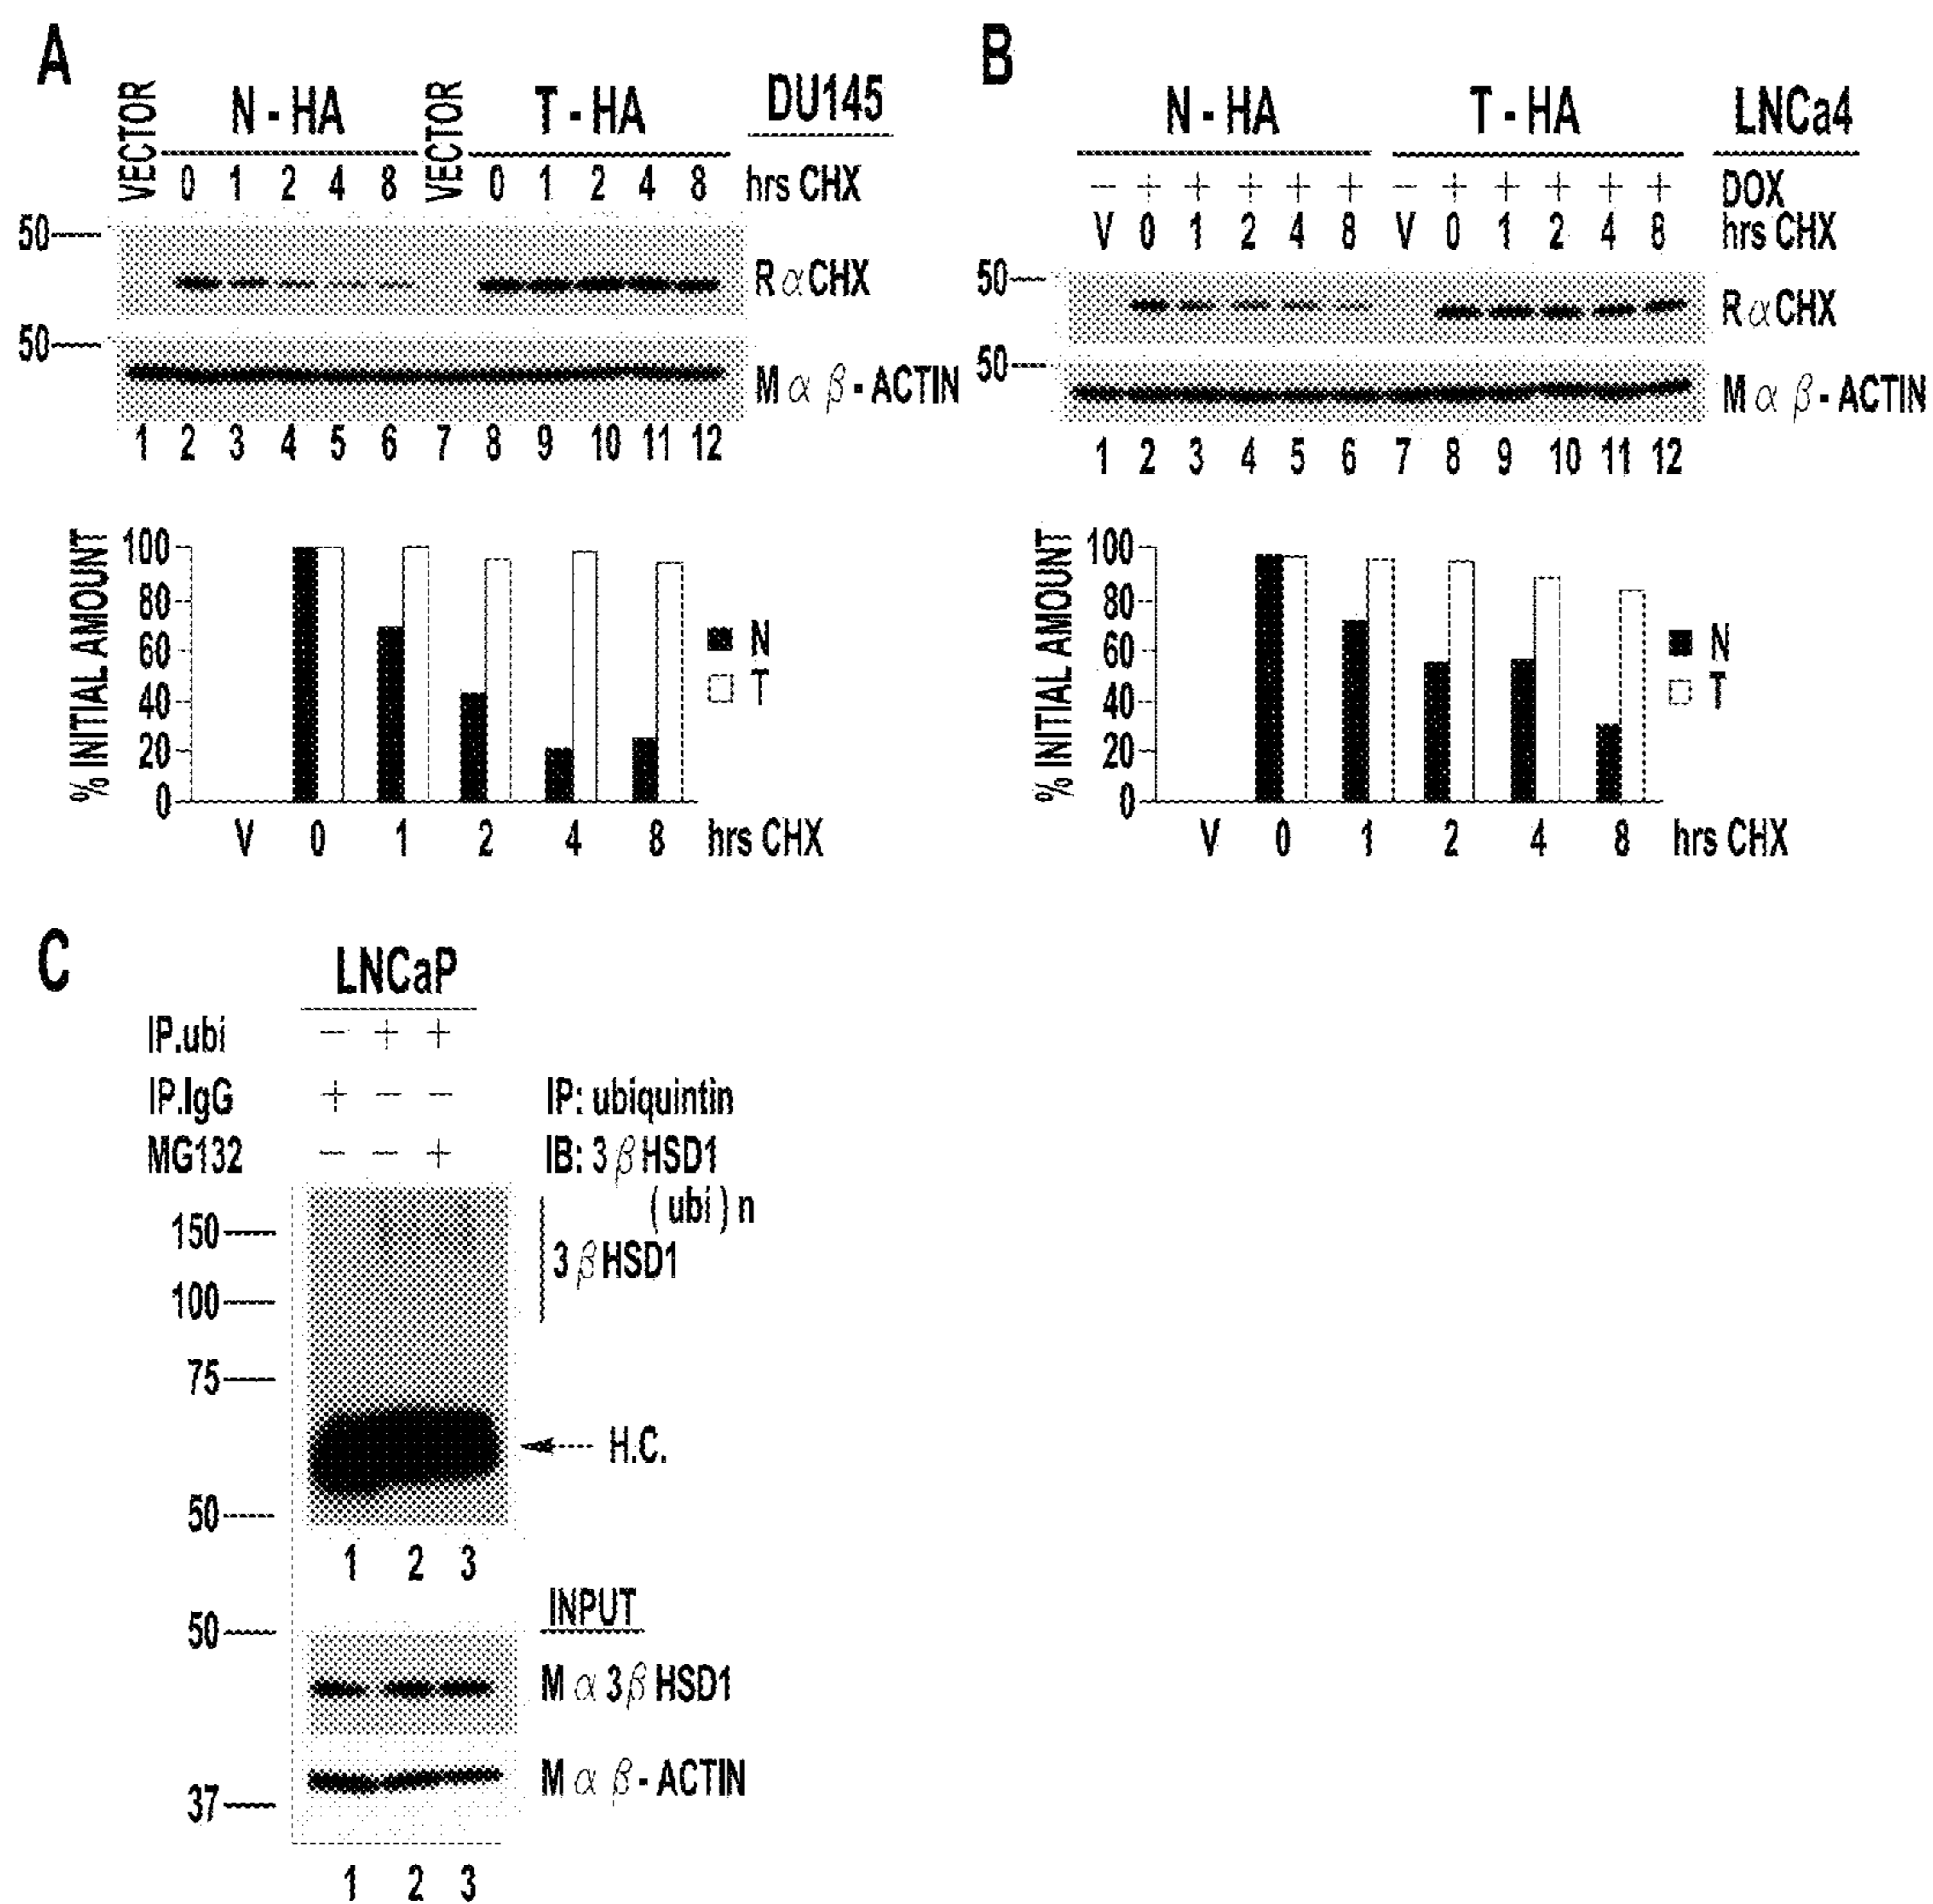 A
VECTOR
N - HA
VECTOR
T - HA
DU145
0 1 2 4 8
0 1 2 4 8
hrs CHX
50
R α CHX
50
M α β - ACTIN
1 2 3 4 5 6 7 8 9 10 11 12
% INITIAL AMOUNT
100
80
60
40
20
0
N
T
V 0 1 2 4 8 hrs CHX
B
N - HA
T - HA
LNCa4
− + + + + + − + + + + + DOX
V 0 1 2 4 8 V 0 1 2 4 8 hrs CHX
50
R α CHX
50
M α β - ACTIN
1 2 3 4 5 6 7 8 9 10 11 12
% INITIAL AMOUNT
100
80
60
40
20
0
N
T
V 0 1 2 4 8 hrs CHX
C
LNCaP
IP.ubi − + +
IP.IgG + − −
IP: ubiquintin
MG132 − − +
IB: 3 β HSD1
( ubi ) n
150
3 β HSD1
100
75
H.C.
50
1 2 3
INPUT
50
M α 3 β HSD1
M α β - ACTIN
37
1 2 3